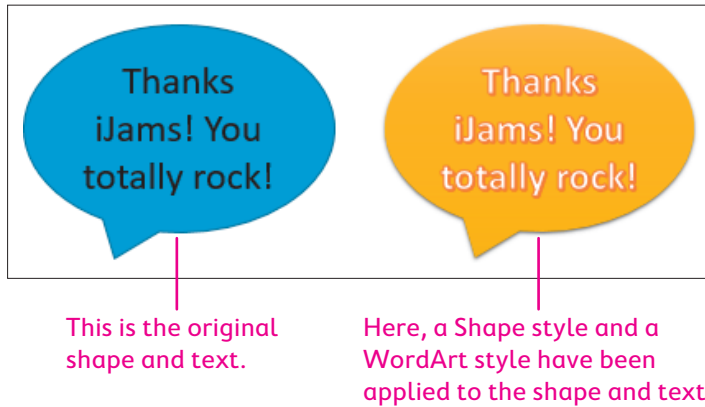 Thanks
iJams! You
totally rock!
Thanks
iJams! You
totally rock!
This is the original
shape and text.
Here, a Shape style and a
WordArt style have been
applied to the shape and text